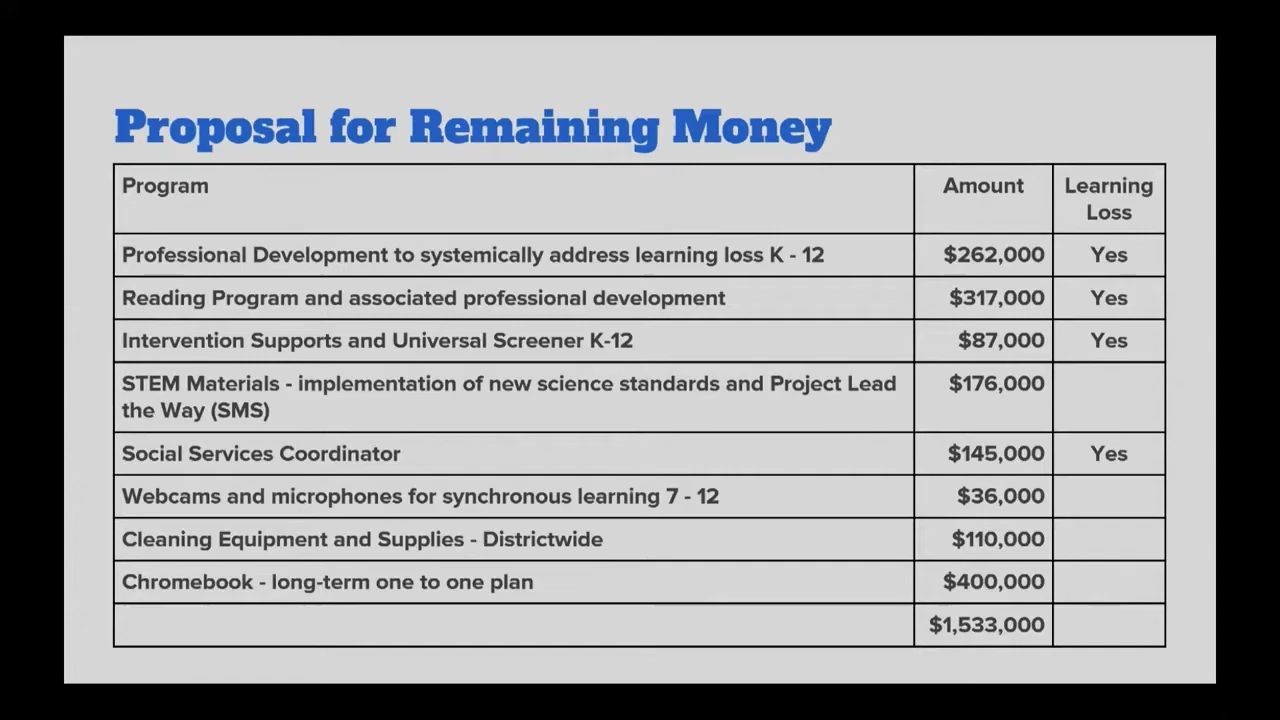 Proposal for Remaining Money
Program Amount Learning
Loss
Professional Development to systemically address learning loss K - 12 $262,000 Yes
Reading Program and associated professional development $317,000 Yes
Intervention Supports and Universal Screener K-12 $87,000 Yes
STEM Materials - implementation of new science standards and Project Lead $176,000
the Way (SMS)
Social Services Coordinator $145,000 Yes
Webcams and microphones for synchronous learning 7 - 12 $36,000
Cleaning Equipment and Supplies - Districtwide $110,000
Chromebook - long-term one to one plan $400,000
$1,533,000